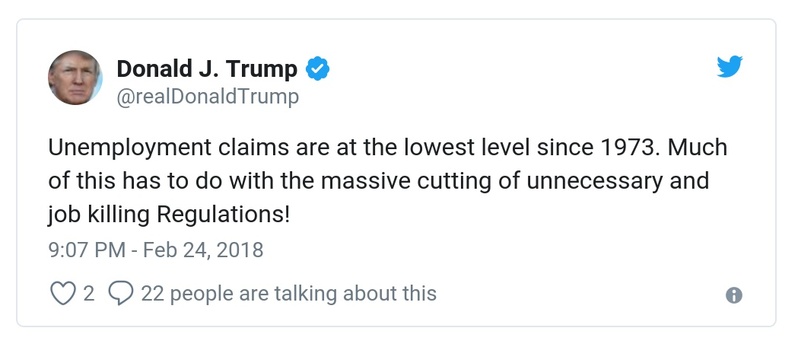 Donald J. Trump
@realDonaldTrump
Unemployment claims are at the lowest level since 1973. Much
of this has to do with the massive cutting of unnecessary and
job killing Regulations!
9:07 PM - Feb 24, 2018
2 22 people are talking about this